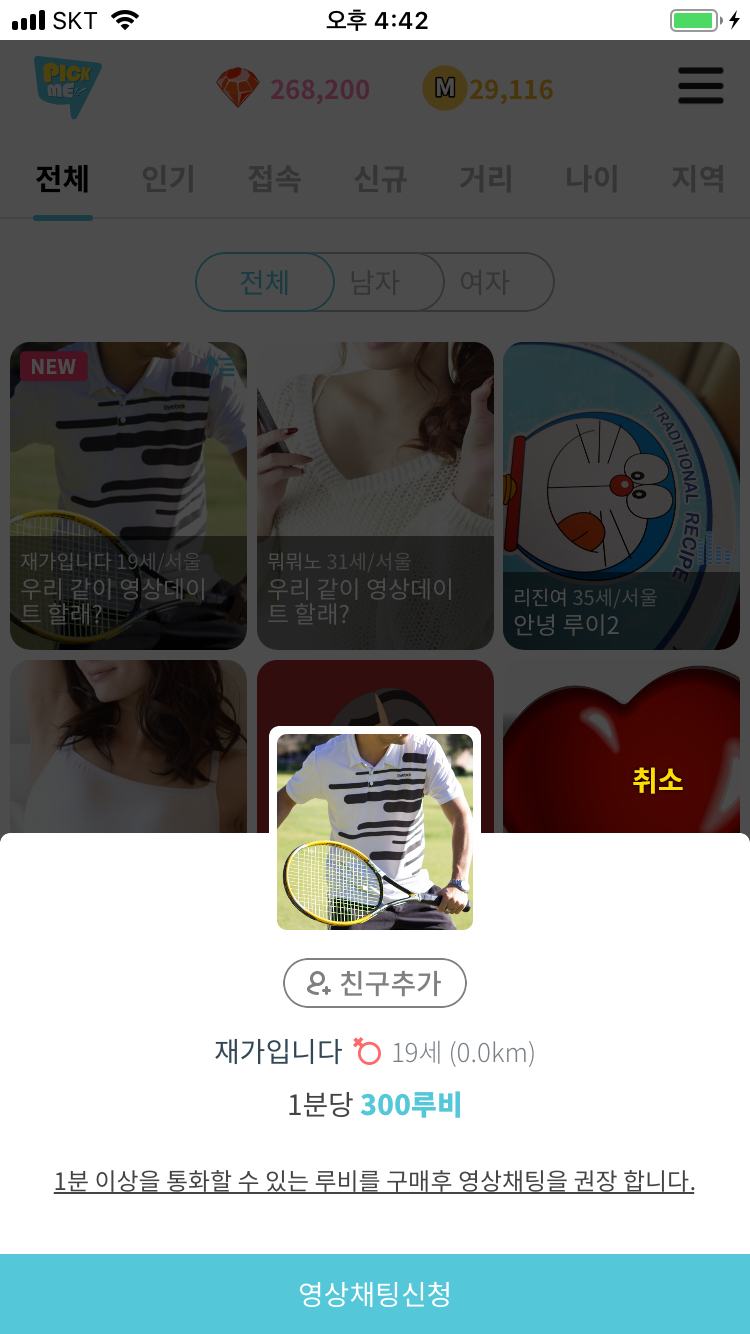 SKT 오후 4:42
PICK ME 268,200 M 29,116
전체 인기 접속 신규 거리 나이 지역
전체 남자 여자
NEW
Reebok
TRADITIONAL RECIPE
재가입니다 19세/서울
우리 같이 영상데이
트 할래?
뭐뭐노 31세/서울
우리 같이 영상데이
트 할래?
리진여 35세/서울
안녕 루이2
취소
친구추가
재가입니다 19세 (0.0km)
1분당 300루비
1분 이상을 통화할 수 있는 루비를 구매후 영상채팅을 권장 합니다.
영상채팅신청